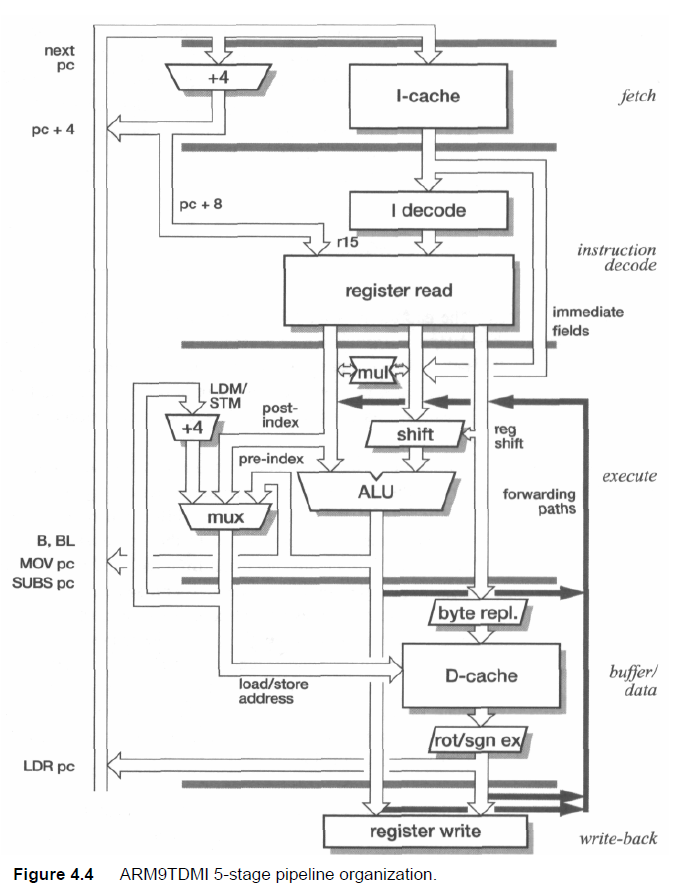 next
pc
+4
I-cache
fetch
pc + 4
pc + 8
I decode
r15
instruction
decode
register read
immediate
fields
mul
LDM/
STM
post-
index
+4
shift
reg
shift
pre-index
ALU
execute
forwarding
paths
mux
B, BL
MOV pc
SUBS pc
byte repl.
D-cache
buffer/
data
load/store
address
rot/sgn ex
LDR pc
register write
write-back
Figure 4.4 ARM9TDMI 5-stage pipeline organization.